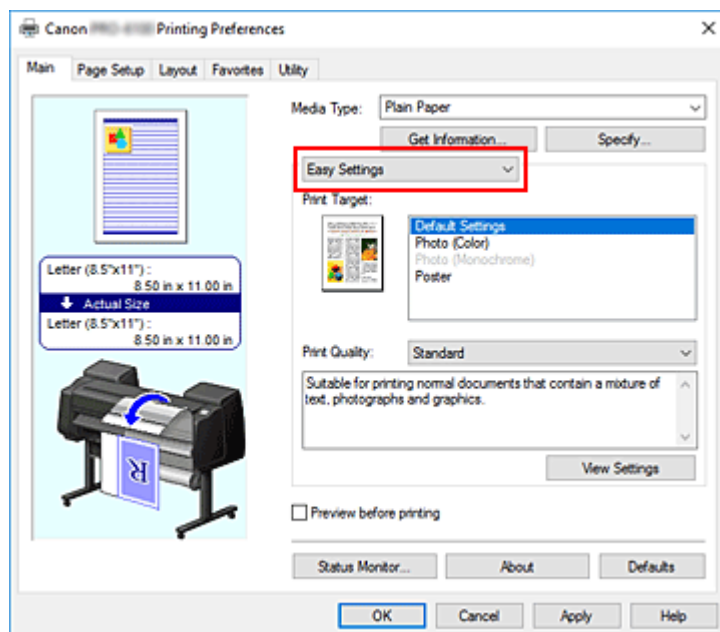 Canon Printing Preferences
Main
Page Setup
Layout
Favorites
Utility
Media Type:
Plain Paper
Get Information...
Specify...
Easy Settings
Print Target:
Default Settings
Photo (Color)
Photo (Monochrome)
Poster
Letter (8.5"x11") :
8.50 in x 11.00 in
Actual Size
Letter (8.5"x11") :
8.50 in x 11.00 in
R
Print Quality:
Standard
Suitable for printing normal documents that contain a mixture of
text, photographs and graphics.
View Settings
Preview before printing
Status Monitor...
About
Defaults
OK
Cancel
Apply
Help